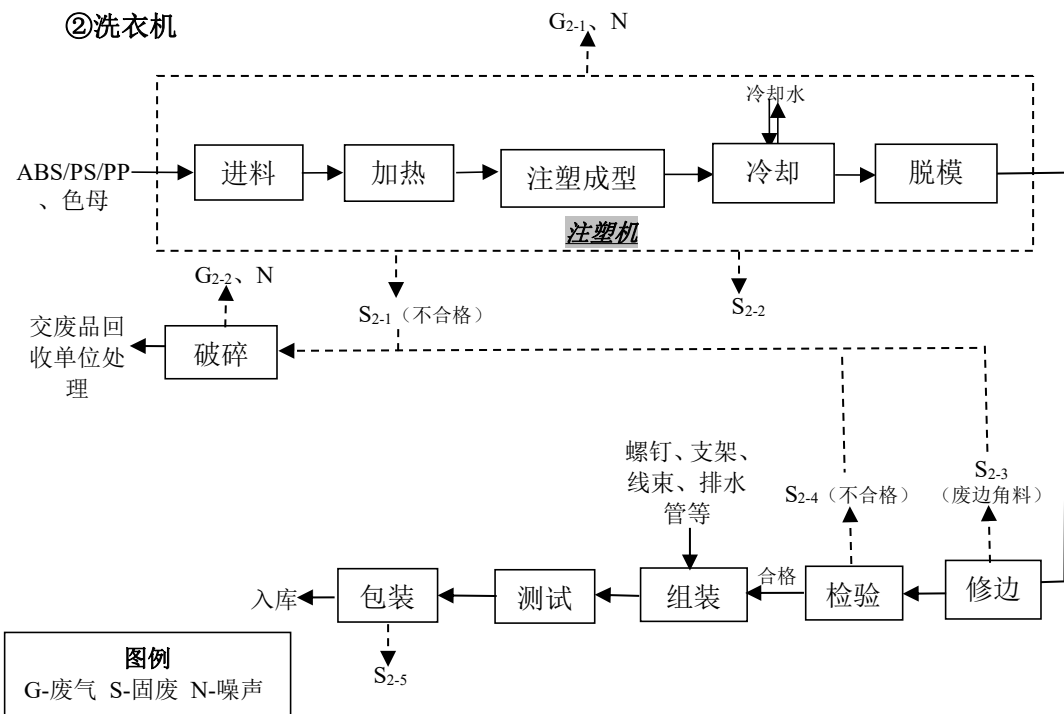 ②洗衣机
G2-1、N
冷却水
ABS/PS/PP
、色母
进料
加热
注塑成型
冷却
脱模
注塑机
G2-2、N
S2-1（不合格）
S2-2
交废品回
收单位处
理
破碎
螺钉、支架、
线束、排水
管等
S2-4（不合格）
S2-3
（废边角料）
入库
包装
测试
组装
合格
检验
修边
S2-5
图例
G-废气 S-固废 N-噪声